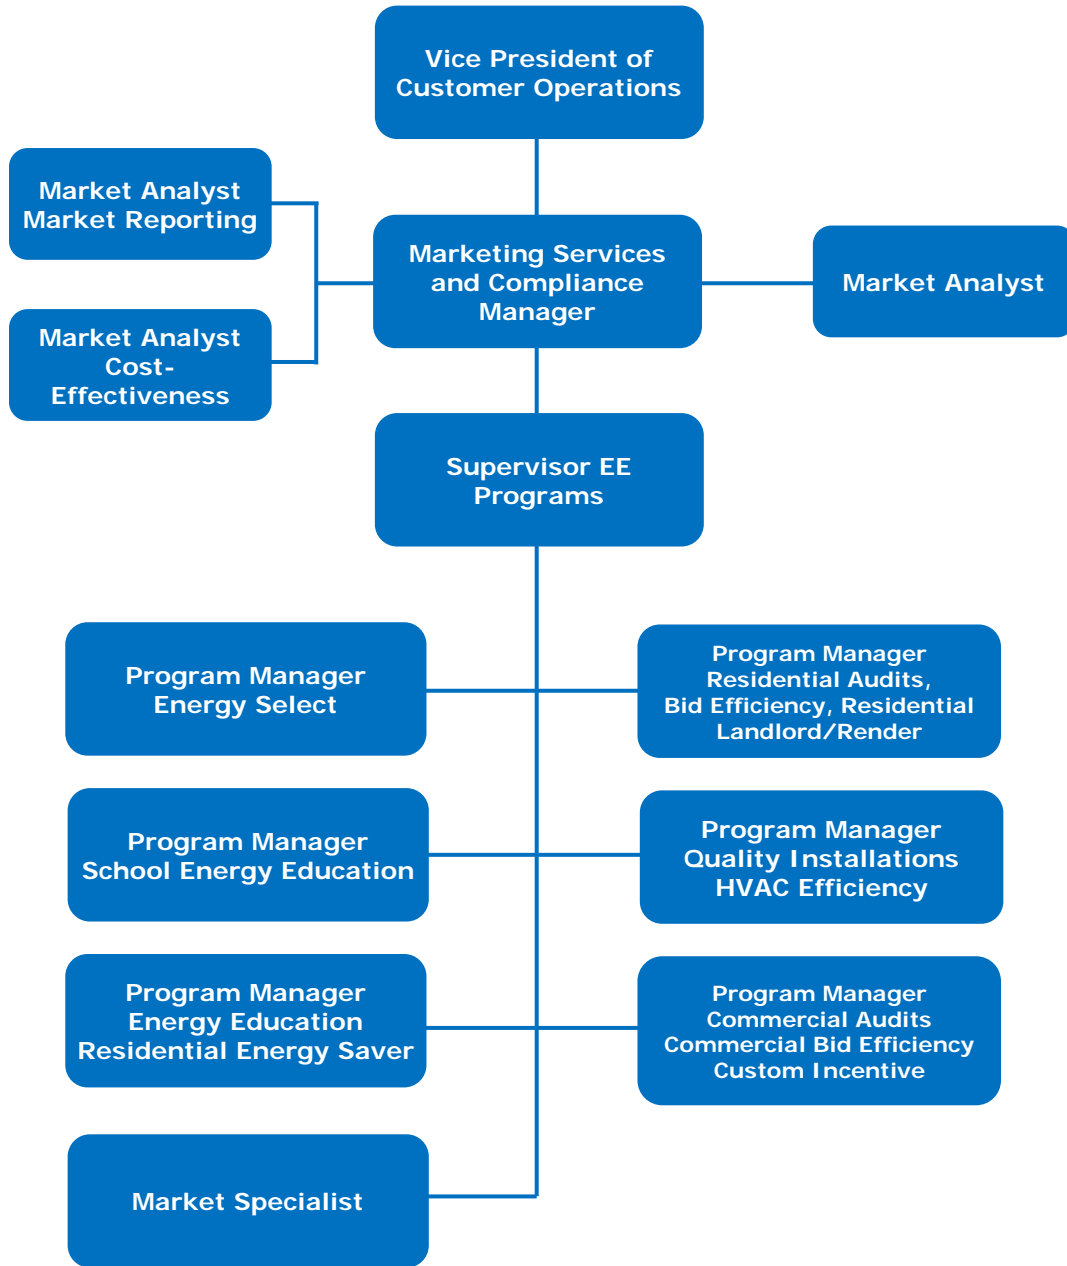 Vice President of
Customer Operations
Market Analyst
Market Reporting
Marketing Services
and Compliance
Manager
Market Analyst
Market Analyst
Cost-
Effectiveness
Supervisor EE
Programs
Program Manager
Energy Select
Program Manager
Residential Audits,
Bid Efficiency, Residential
Landlord/Render
Program Manager
School Energy Education
Program Manager
Quality Installations
HVAC Efficiency
Program Manager
Energy Education
Residential Energy Saver
Program Manager
Commercial Audits
Commercial Bid Efficiency
Custom Incentive
Market Specialist